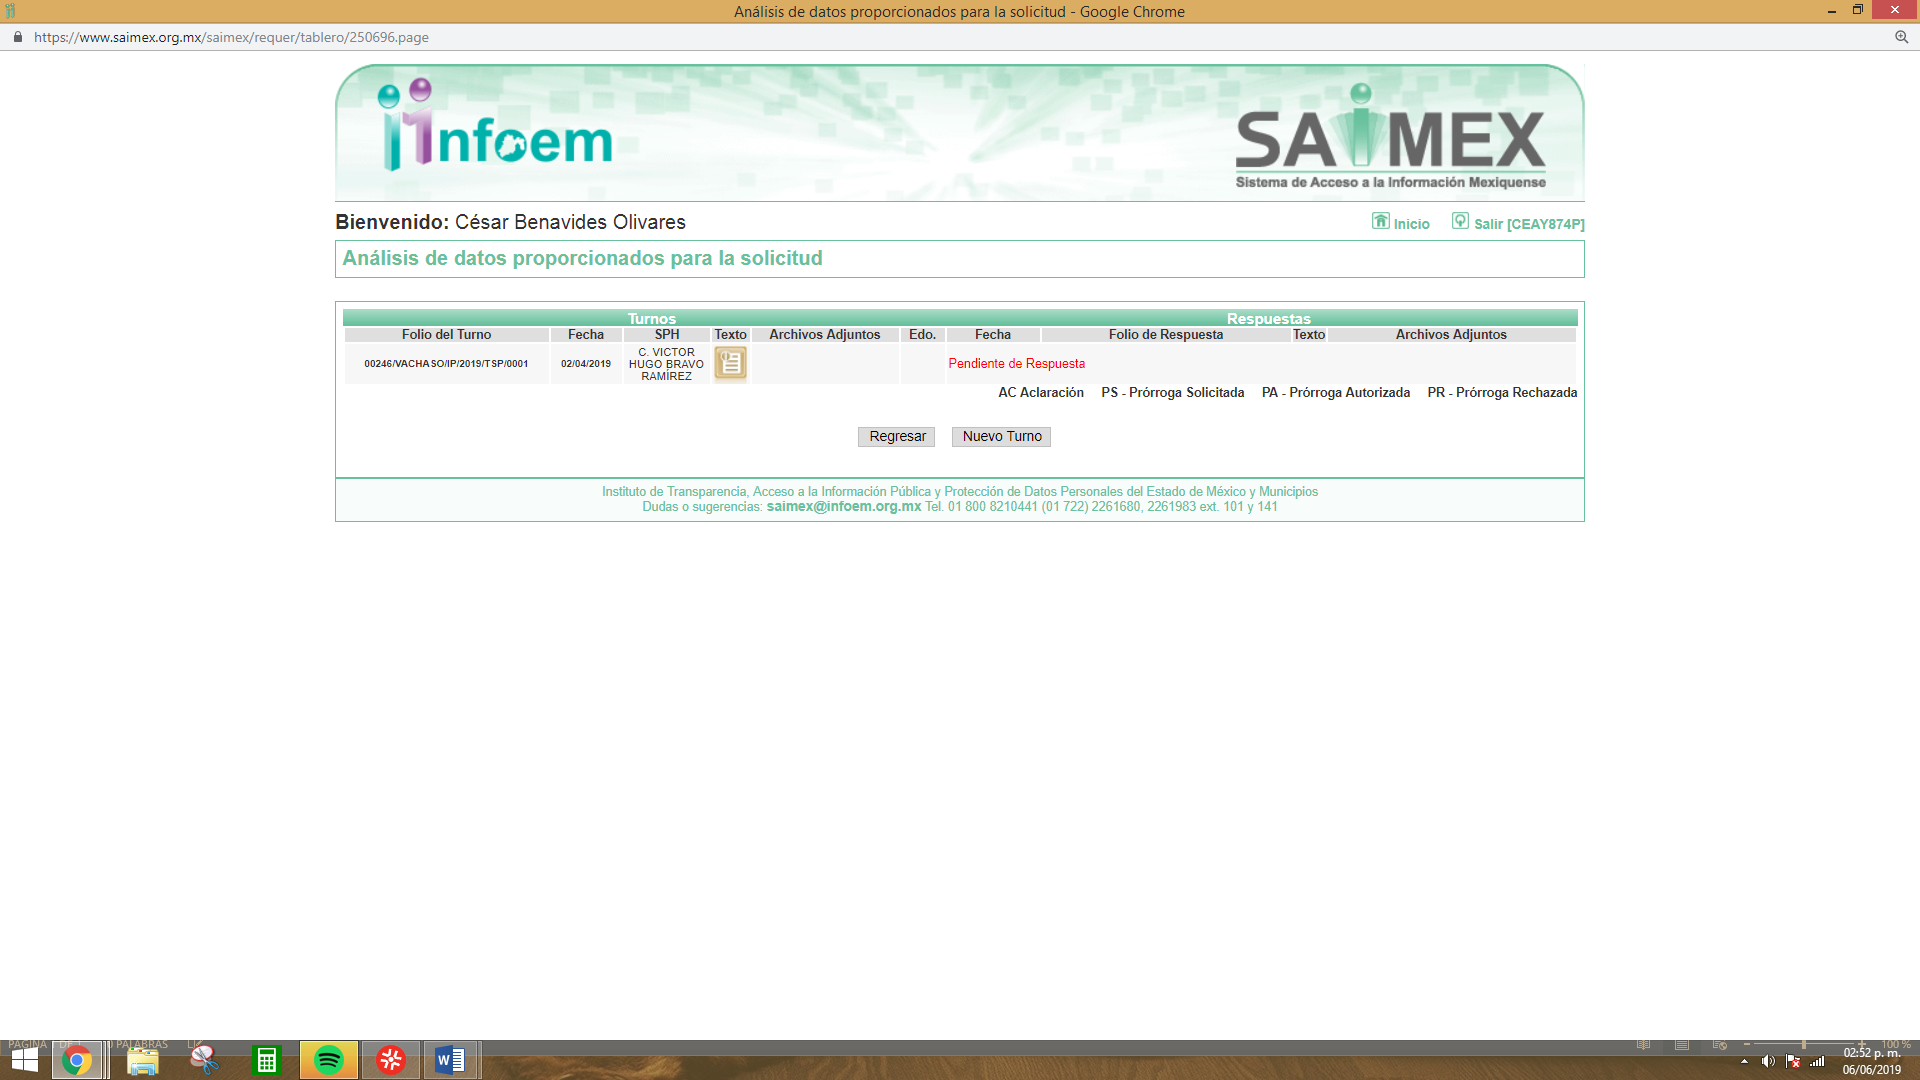 Análisis de datos proporcionados para la solicitud - Google Chrome
https://www.saimex.org.mx/saimex/requer/tablero/250696.page
infoem
SAIMEX
Sistema de Acceso a la Información Mexiquense
Bienvenido: César Benavides Olivares
Inicio Salir [CEAY874P]
Análisis de datos proporcionados para la solicitud
Turnos Respuestas
Folio del Turno Fecha SPH Texto Archivos Adjuntos Edo. Fecha Folio de Respuesta Texto Archivos Adjuntos
00246/VACHASO/IP/2019/TSP/0001 02/04/2019 C. VICTOR HUGO BRAVO RAMÍREZ Pendiente de Respuesta
AC Aclaración PS - Prórroga Solicitada PA - Prórroga Autorizada PR - Prórroga Rechazada
Regresar Nuevo Turno
Instituto de Transparencia, Acceso a la Información Pública y Protección de Datos Personales del Estado de México y Municipios
Dudas o sugerencias: saimex@infoem.org.mx Tel. 01 800 8210441 (01 722) 2261680, 2261983 ext. 101 y 141
PÁGINA DE PALABRAS 100 %
02:52 p. m.
06/06/2019